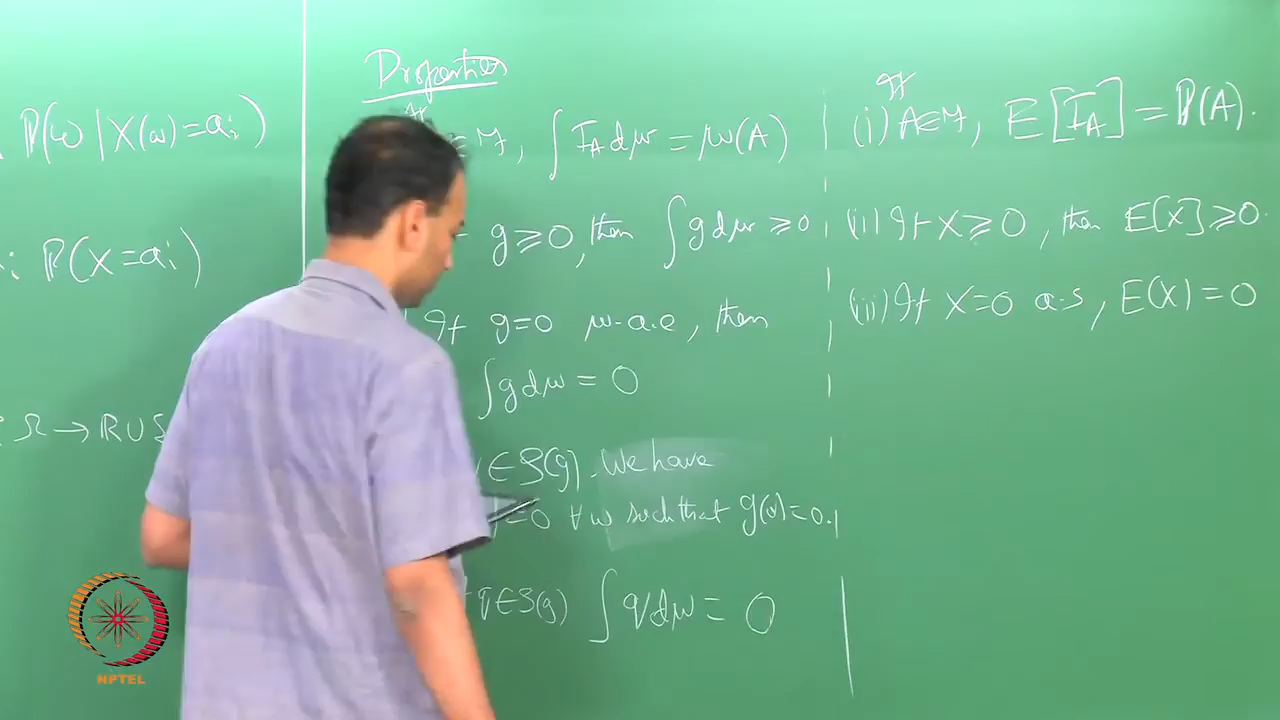 ℙ(ω | X(ω)=aᵢ)
ℙ(X=aᵢ)
Ω → ℝ ∪ {
Properties
∈ ℱ, ∫ I_A dμ = μ(A)
g ≥ 0, then ∫ g dμ ≥ 0
If g=0 μ-a.e, then
∫ g dμ = 0
q ∈ S(g). We have
=0 ∀ω such that g(ω)=0.
q ∈ S(g) ∫ q dμ = 0
(i) If A ∈ ℱ, E[I_A] = ℙ(A).
(ii) If X ≥ 0, then E[X] ≥ 0.
(iii) If X=0 a.s, E(X) = 0
NPTEL